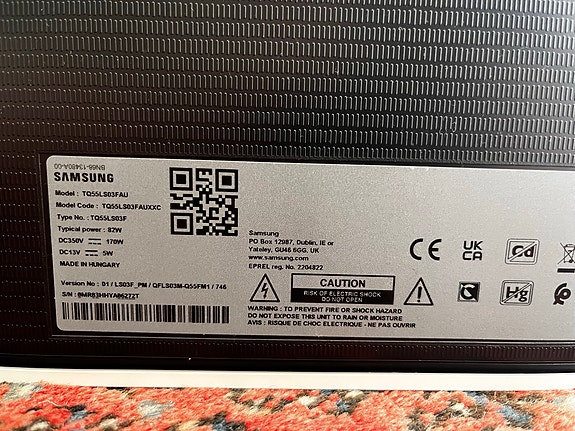 BN68-13480A-00
SAMSUNG
Model : TQ55LS03FAU
Model Code : TQ55LS03FAUXXC
Type No. : TQ55LS03F
Typical power : 82W
DC350V 170W
DC13V 5W
MADE IN HUNGARY
Version No : 01 / LS03F_PM / QFLS03M-Q55FM1 / 746
S/N :
Samsung
PO Box 12987, Dublin, IE or
Yateley, GU46 6GG, UK
www.samsung.com
EPREL reg. No. 2204822
CAUTION
RISK OF ELECTRIC SHOCK
DO NOT OPEN
WARNING : TO PREVENT FIRE OR SHOCK HAZARD
DO NOT EXPOSE THIS UNIT TO RAIN OR MOISTURE
AVIS : RISQUE DE CHOC ELECTRIQUE - NE PAS OUVRIR
CE
UK
CA
Cd
Hg